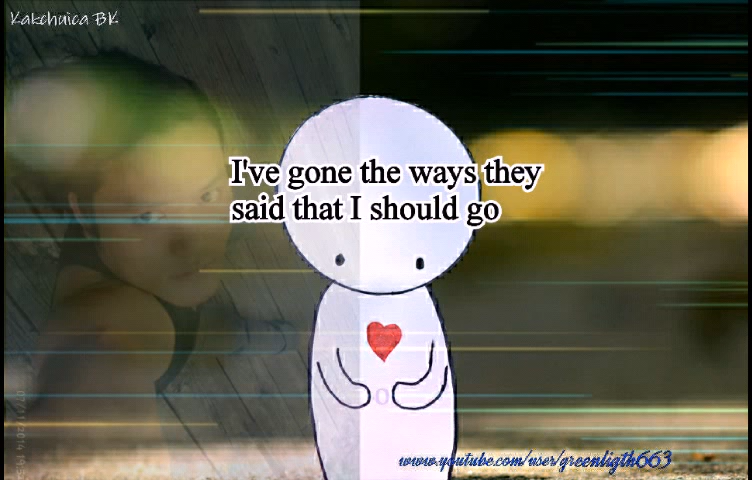 Kakchuica BK
I've gone the ways they
said that I should go
www.youtube.com/user/greenligth663